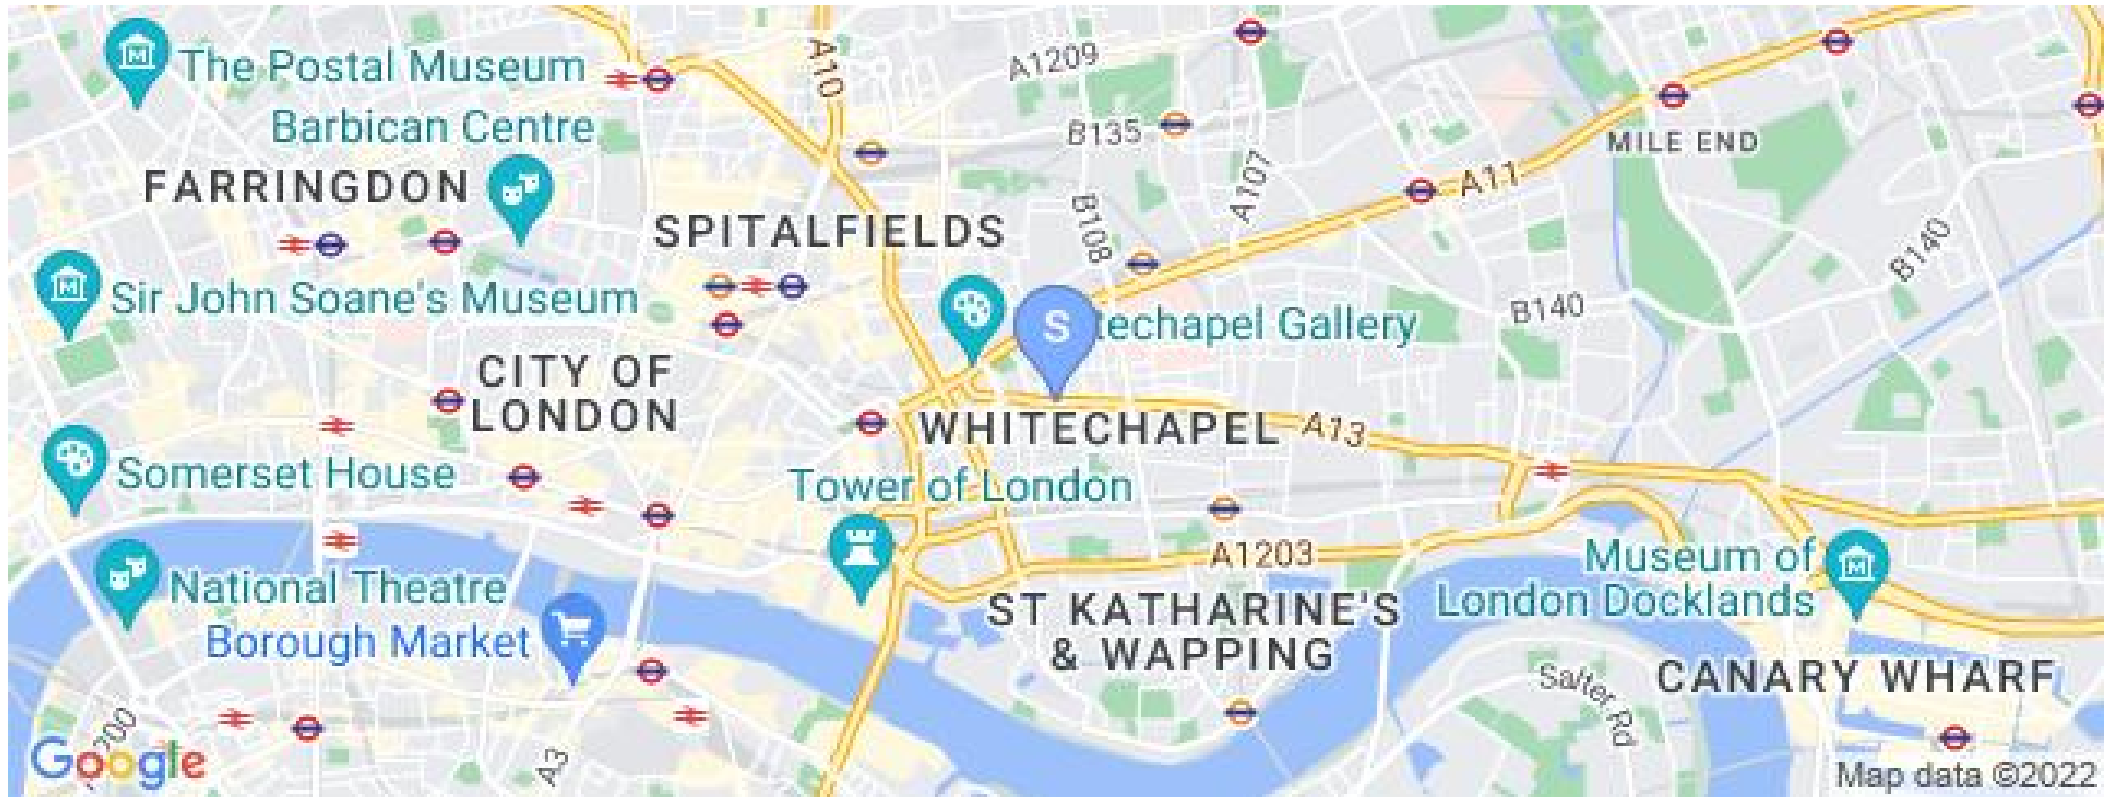 The Postal Museum
A10
A1209
Barbican Centre
B135
MILE END
FARRINGDON
A107
A11
SPITALFIELDS
B108
B140
Sir John Soane's Museum
S
techapel Gallery
B140
CITY OF
LONDON
WHITECHAPEL
A13
Somerset House
Tower of London
A1203
Museum of
London Docklands
National Theatre
Borough Market
ST KATHARINE'S
& WAPPING
Salter Rd
CANARY WHARF
A3
Google
Map data ©2022